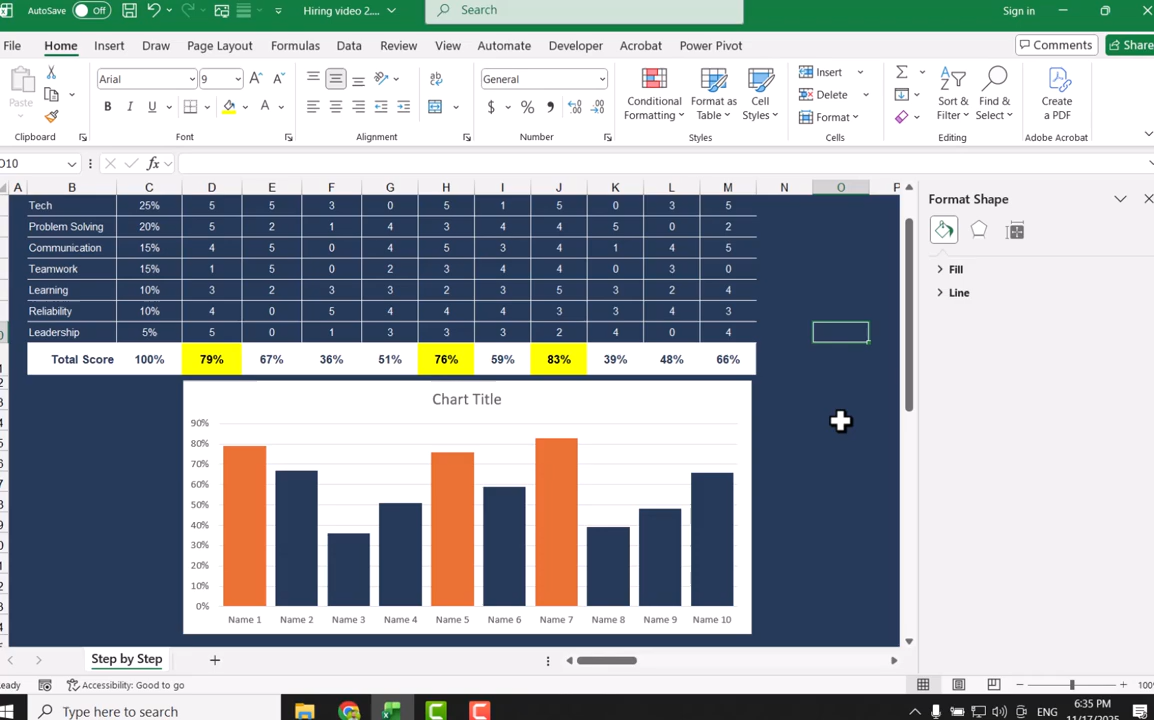 AutoSave Off Hiring video 2.... Search Sign in
File Home Insert Draw Page Layout Formulas Data Review View Automate Developer Acrobat Power Pivot Comments Share
Paste Arial 9 General Conditional Formatting Format as Table Cell Styles Insert Delete Format Sort & Filter Find & Select Create a PDF
Clipboard Font Alignment Number Styles Cells Editing Adobe Acrobat
fx
A B C D E F G H I J K L M N O P
Tech 25% 5 5 3 0 5 1 5 0 3 5
Problem Solving 20% 5 2 1 4 3 4 4 5 0 2
Communication 15% 4 5 0 4 5 3 4 1 4 5
Teamwork 15% 1 5 0 2 3 4 4 0 3 0
Learning 10% 3 2 3 3 2 3 5 3 2 4
Reliability 10% 4 0 5 4 4 4 3 3 4 3
Leadership 5% 5 0 1 3 3 3 2 4 0 4
Total Score 100% 79% 67% 36% 51% 76% 59% 83% 39% 48% 66%
Chart Title
90%
80%
70%
60%
50%
40%
30%
20%
10%
0%
Name 1 Name 2 Name 3 Name 4 Name 5 Name 6 Name 7 Name 8 Name 9 Name 10
Format Shape
Fill
Line
Step by Step
Accessibility: Good to go
Type here to search
ENG
6:35 PM